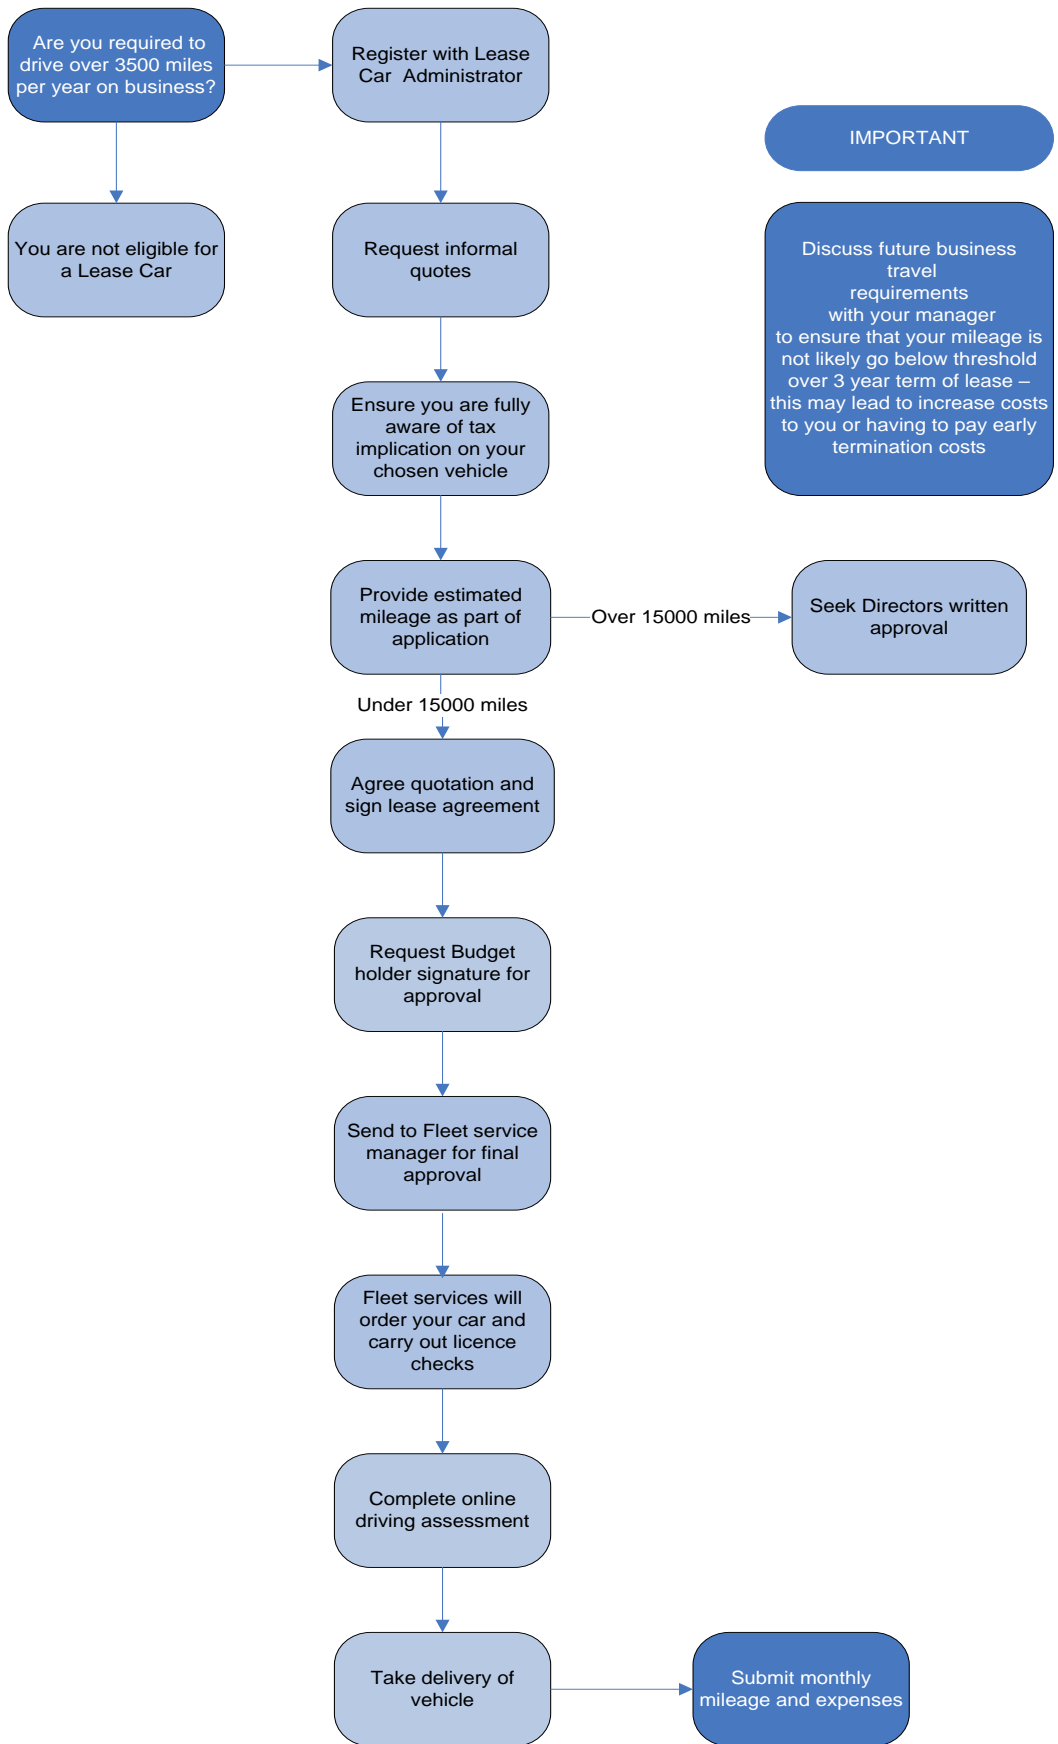 Are you required to
drive over 3500 miles
per year on business?
Register with Lease
Car Administrator
IMPORTANT
You are not eligible for
a Lease Car
Request informal
quotes
Discuss future business
travel
requirements
with your manager
to ensure that your mileage is
not likely go below threshold
over 3 year term of lease –
this may lead to increase costs
to you or having to pay early
termination costs
Ensure you are fully
aware of tax
implication on your
chosen vehicle
Provide estimated
mileage as part of
application
Over 15000 miles
Seek Directors written
approval
Under 15000 miles
Agree quotation and
sign lease agreement
Request Budget
holder signature for
approval
Send to Fleet service
manager for final
approval
Fleet services will
order your car and
carry out licence
checks
Complete online
driving assessment
Take delivery of
vehicle
Submit monthly
mileage and expenses